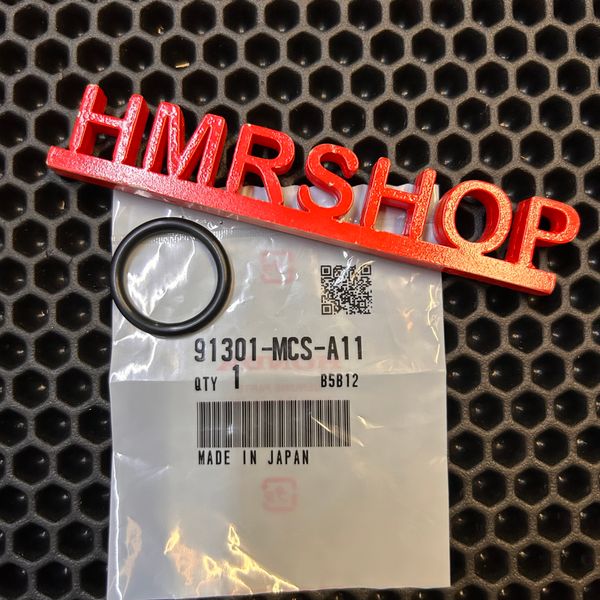 HMRSHOP
91301-MCS-A11
QTY 1 B5B12
MADE IN JAPAN